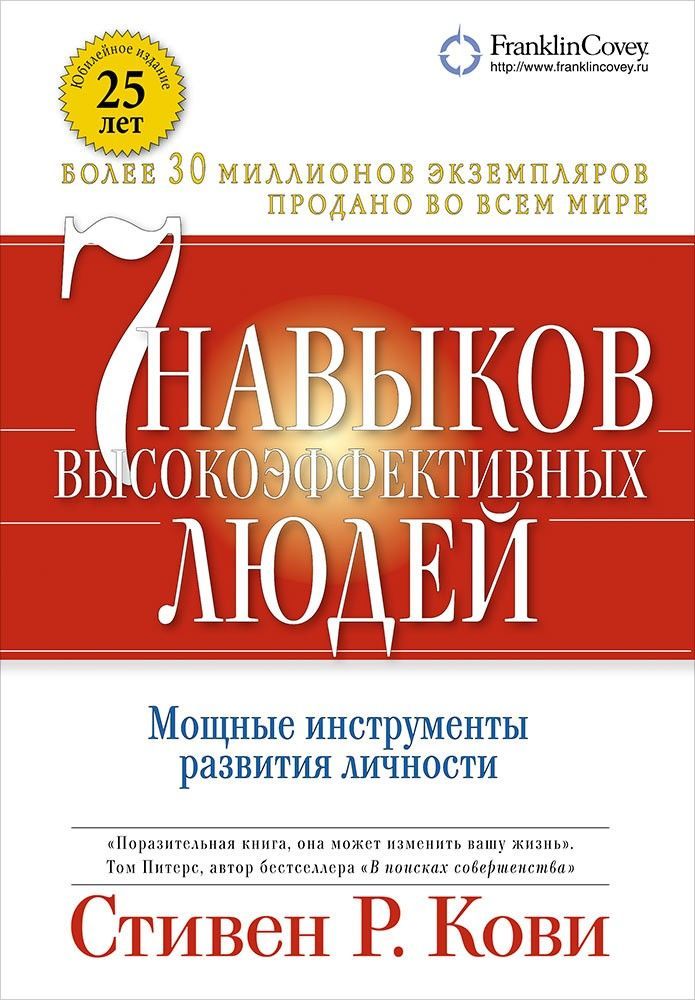 Юбилейное издание
25
лет
FranklinCovey
http://www.franklincovey.ru
БОЛЕЕ 30 МИЛЛИОНОВ ЭКЗЕМПЛЯРОВ
ПРОДАНО ВО ВСЕМ МИРЕ
7 НАВЫКОВ
ВЫСОКОЭФФЕКТИВНЫХ
ЛЮДЕЙ
Мощные инструменты
развития личности
«Поразительная книга, она может изменить вашу жизнь».
Том Питерс, автор бестселлера «В поисках совершенства»
Стивен Р. Кови